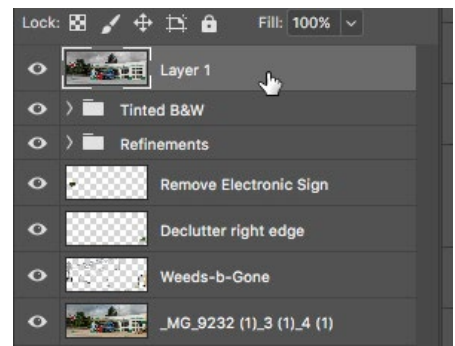 Lock: Fill: 100%
Layer 1
Tinted B&W
Refinements
Remove Electronic Sign
Declutter right edge
Weeds-b-Gone
_MG_9232 (1)_3 (1)_4 (1)